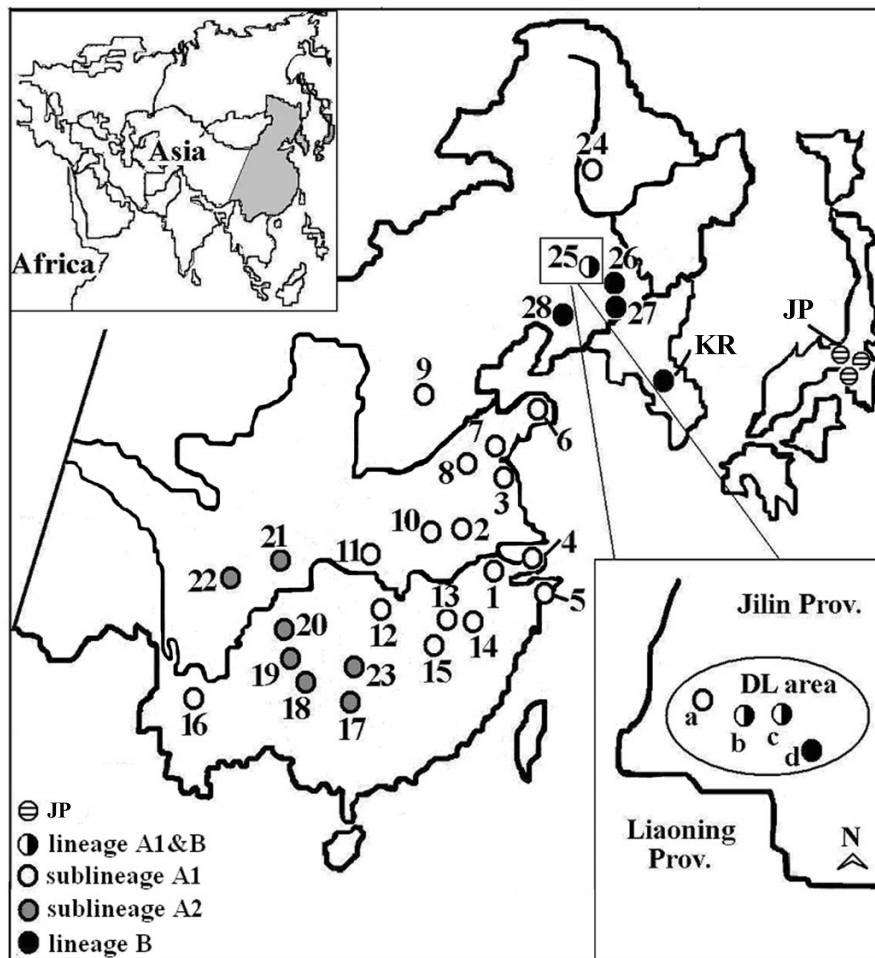 Asia
Africa
24
25
26
27
28
JP
KR
9
6
7
8
3
10
2
4
11
21
22
1
5
13
12
14
20
15
19
23
18
16
17
Jilin Prov.
DL area
a
b
c
d
Liaoning
Prov.
N
JP
lineage A1&B
sublineage A1
sublineage A2
lineage B